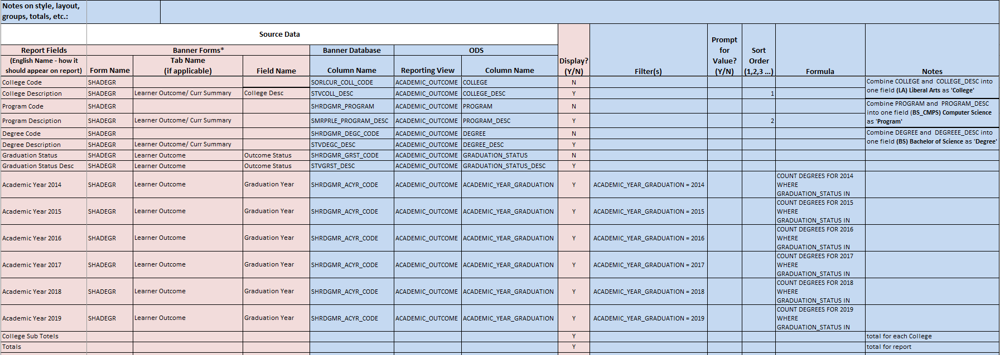 Notes on style, layout,
groups, totals, etc.:
Source Data
Report Fields Banner Forms* Banner Database ODS
(English Name - how it
should appear on report) Form Name Tab Name
(if applicable) Field Name Column Name Reporting View Column Name Display?
(Y/N) Filter(s) Prompt
for
Value?
(Y/N) Sort
Order
(1,2,3 ...) Formula Notes
College Code SHADEGR SORLCUR_COLL_CODE ACADEMIC_OUTCOME COLLEGE N Combine COLLEGE and COLLEGE_DESC into
one field (LA) Liberal Arts as 'College'
College Description SHADEGR Learner Outcome/ Curr Summary College Desc STVCOLL_DESC ACADEMIC_OUTCOME COLLEGE_DESC Y 1
Program Code SHADEGR SHRDGMR_PROGRAM ACADEMIC_OUTCOME PROGRAM N Combine PROGRAM and PROGRAM_DESC
into one field (BS_CMPS) Computer Science
as 'Program'
Program Desciption SHADEGR Learner Outcome/ Curr Summary SMRPRLE_PROGRAM_DESC ACADEMIC_OUTCOME PROGRAM_DESC Y 2
Degree Code SHADEGR SHRDGMR_DEGC_CODE ACADEMIC_OUTCOME DEGREE N Combine DEGREE and DEGREEE_DESC into
one field (BS) Bachelor of Science as 'Degree'
Degree Description SHADEGR Learner Outcome/ Curr Summary STVDEGC_DESC ACADEMIC_OUTCOME DEGREE_DESC Y
Graduation Status SHADEGR Learner Outcome Outcome Status SHRDGMR_GRST_CODE ACADEMIC_OUTCOME GRADUATION_STATUS N
Graduation Status Desc SHADEGR Learner Outcome Outcome Status STVGRST_DESC ACADEMIC_OUTCOME GRADUATION_STATUS_DESC Y
Academic Year 2014 SHADEGR Learner Outcome Graduation Year SHRDGMR_ACYR_CODE ACADEMIC_OUTCOME ACADEMIC_YEAR_GRADUATION Y ACADEMIC_YEAR_GRADUATION = 2014 COUNT DEGREES FOR 2014
WHERE
GRADUATION_STATUS IN
Academic Year 2015 SHADEGR Learner Outcome Graduation Year SHRDGMR_ACYR_CODE ACADEMIC_OUTCOME ACADEMIC_YEAR_GRADUATION Y ACADEMIC_YEAR_GRADUATION = 2015 COUNT DEGREES FOR 2015
WHERE
GRADUATION_STATUS IN
Academic Year 2016 SHADEGR Learner Outcome Graduation Year SHRDGMR_ACYR_CODE ACADEMIC_OUTCOME ACADEMIC_YEAR_GRADUATION Y ACADEMIC_YEAR_GRADUATION = 2016 COUNT DEGREES FOR 2016
WHERE
GRADUATION_STATUS IN
Academic Year 2017 SHADEGR Learner Outcome Graduation Year SHRDGMR_ACYR_CODE ACADEMIC_OUTCOME ACADEMIC_YEAR_GRADUATION Y ACADEMIC_YEAR_GRADUATION = 2017 COUNT DEGREES FOR 2017
WHERE
GRADUATION_STATUS IN
Academic Year 2018 SHADEGR Learner Outcome Graduation Year SHRDGMR_ACYR_CODE ACADEMIC_OUTCOME ACADEMIC_YEAR_GRADUATION Y ACADEMIC_YEAR_GRADUATION = 2018 COUNT DEGREES FOR 2018
WHERE
GRADUATION_STATUS IN
Academic Year 2019 SHADEGR Learner Outcome Graduation Year SHRDGMR_ACYR_CODE ACADEMIC_OUTCOME ACADEMIC_YEAR_GRADUATION Y ACADEMIC_YEAR_GRADUATION = 2019 COUNT DEGREES FOR 2019
WHERE
GRADUATION_STATUS IN
College Sub Totels Y total for each College
Totals Y total for report